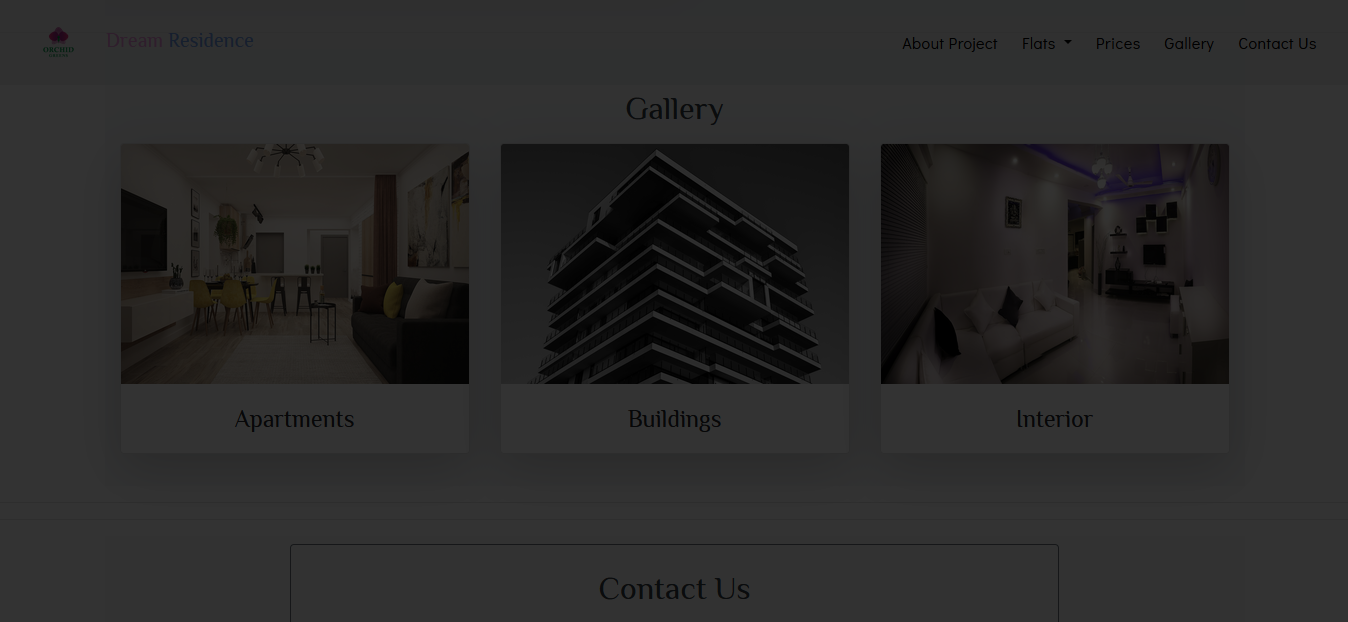 ORCHID
Dream Residence
About Project
Flats
Prices
Gallery
Contact Us
Gallery
Apartments
Buildings
Interior
Contact Us